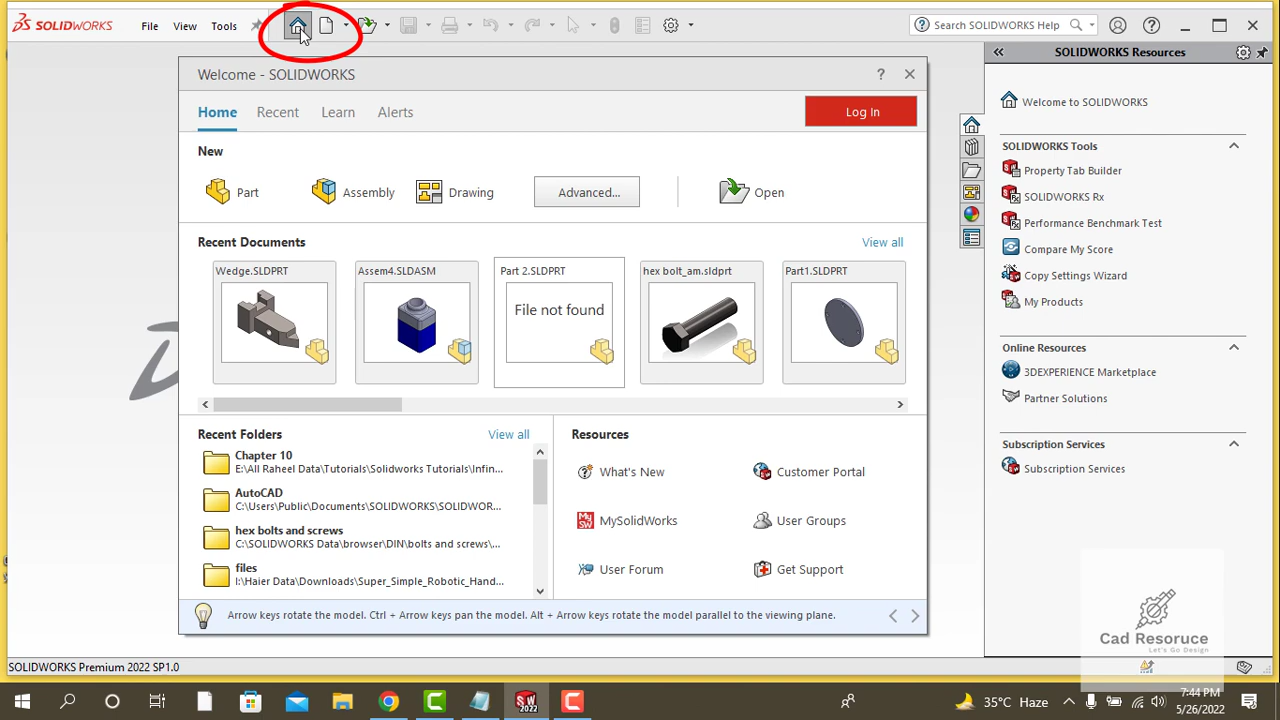 SOLIDWORKS File View Tools Search SOLIDWORKS Help
Welcome - SOLIDWORKS ?
Home Recent Learn Alerts Log In
New
Part Assembly Drawing Advanced... Open
Recent Documents View all
Wedge.SLDPRT Assem4.SLDASM Part 2.SLDPRT hex bolt_am.sldprt Part1.SLDPRT
File not found
Recent Folders View all
Chapter 10
E:\All Raheel Data\Tutorials\Solidworks Tutorials\Infin...
AutoCAD
C:\Users\Public\Documents\SOLIDWORKS\SOLIDWOR...
hex bolts and screws
C:\SOLIDWORKS Data\browser\DIN\bolts and screws\...
files
I:\Haier Data\Downloads\Super_Simple_Robotic_Hand...
Resources
What's New Customer Portal
MySolidWorks User Groups
User Forum Get Support
Arrow keys rotate the model. Ctrl + Arrow keys pan the model. Alt + Arrow keys rotate the model parallel to the viewing plane.
SOLIDWORKS Resources
Welcome to SOLIDWORKS
SOLIDWORKS Tools
Property Tab Builder
SOLIDWORKS Rx
Performance Benchmark Test
Compare My Score
Copy Settings Wizard
My Products
Online Resources
3DEXPERIENCE Marketplace
Partner Solutions
Subscription Services
Subscription Services
Cad Resoruce
Let's Go Design
SOLIDWORKS Premium 2022 SP1.0
35°C Haze 7:44 PM
5/26/2022